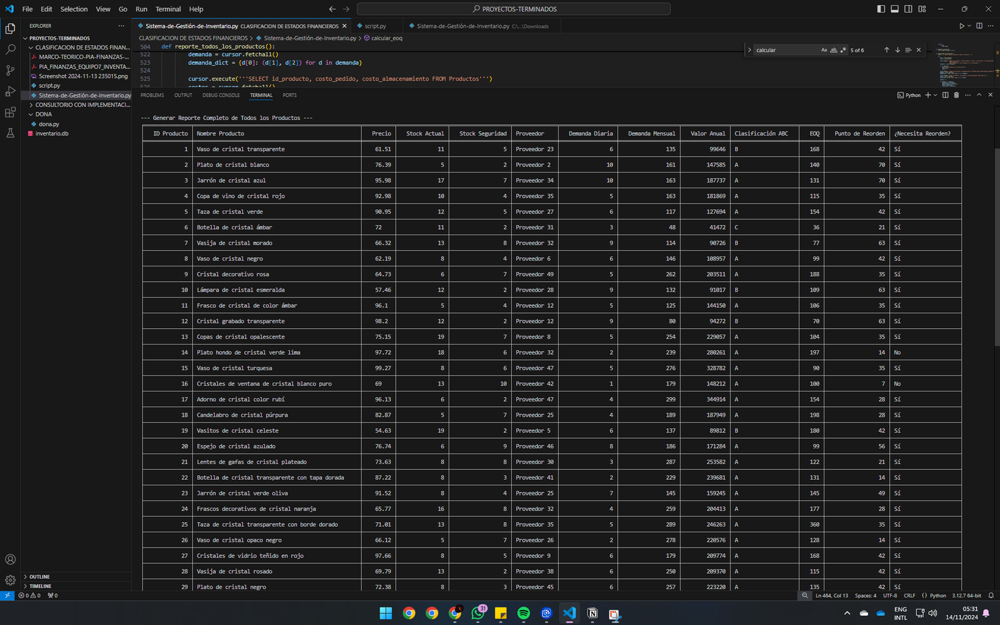 File Edit Selection View Go Run Terminal Help
PROYECTOS-TERMINADOS
EXPLORER
PROYECTOS-TERMINADOS
CLASIFICACION DE ESTADOS FINAN...
MARCO-TEORICO-PIA-FINANZAS-...
PIA_FINANZAS_EQUIPO7_INVENTA...
Screenshot 2024-11-13 235015.png
script.py
Sistema-de-Gestión-de-Inventario.py
CONSULTORIO CON IMPLEMENTACI...
DONA
dona.py
inventario.db
OUTLINE
TIMELINE
Sistema-de-Gestión-de-Inventario.py CLASIFICACION DE ESTADOS FINANCIEROS
script.py
Sistema-de-Gestión-de-Inventario.py C:\...\Downloads
CLASIFICACION DE ESTADOS FINANCIEROS > Sistema-de-Gestión-de-Inventario.py > calcular_eoq
504 def reporte_todos_los_productos():
522 demanda = cursor.fetchall()
523 demanda_dict = {d[0]: (d[1], d[2]) for d in demanda}
524
525 cursor.execute('''SELECT id_producto, costo_pedido, costo_almacenamiento FROM Productos''')
526 costos = cursor.fetchall()
calcular Aa ab 5 of 6
PROBLEMS OUTPUT DEBUG CONSOLE TERMINAL PORTS
Python
--- Generar Reporte Completo de Todos los Productos ---
ID Producto Nombre Producto Precio Stock Actual Stock Seguridad Proveedor Demanda Diaria Demanda Mensual Valor Anual Clasificación ABC EOQ Punto de Reorden ¿Necesita Reorden?
1 Vaso de cristal transparente 61.51 11 5 Proveedor 23 6 135 99646 B 168 42 Sí
2 Plato de cristal blanco 76.39 5 2 Proveedor 2 10 161 147585 A 140 70 Sí
3 Jarrón de cristal azul 95.98 17 7 Proveedor 34 10 163 187737 A 131 70 Sí
4 Copa de vino de cristal rojo 92.98 10 4 Proveedor 35 5 163 181869 A 115 35 Sí
5 Taza de cristal verde 90.95 12 5 Proveedor 27 6 117 127694 A 154 42 Sí
6 Botella de cristal ámbar 72 11 2 Proveedor 31 3 48 41472 C 36 21 Sí
7 Vasija de cristal morado 66.32 13 8 Proveedor 32 9 114 90726 B 77 63 Sí
8 Vaso de cristal negro 62.19 8 4 Proveedor 6 6 146 108957 A 99 42 Sí
9 Cristal decorativo rosa 64.73 6 7 Proveedor 49 5 262 203511 A 188 35 Sí
10 Lámpara de cristal esmeralda 57.46 12 2 Proveedor 28 9 132 91017 B 109 63 Sí
11 Frasco de cristal de color ámbar 96.1 5 4 Proveedor 12 5 125 144150 A 106 35 Sí
12 Cristal grabado transparente 98.2 12 2 Proveedor 12 9 80 94272 B 70 63 Sí
13 Copas de cristal opalescente 75.15 19 7 Proveedor 8 5 254 229057 A 104 35 Sí
14 Plato hondo de cristal verde lima 97.72 18 6 Proveedor 32 2 239 280261 A 197 14 No
15 Vaso de cristal turquesa 99.27 8 6 Proveedor 47 5 276 328782 A 90 35 Sí
16 Cristales de ventana de cristal blanco puro 69 13 10 Proveedor 42 1 179 148212 A 100 7 No
17 Adorno de cristal color rubí 96.13 6 2 Proveedor 47 4 299 344914 A 154 28 Sí
18 Candelabro de cristal púrpura 82.87 5 7 Proveedor 25 4 189 187949 A 198 28 Sí
19 Vasitos de cristal celeste 54.63 19 2 Proveedor 5 6 137 89812 B 180 42 Sí
20 Espejo de cristal azulado 76.74 6 9 Proveedor 46 8 186 171284 A 99 56 Sí
21 Lentes de gafas de cristal plateado 73.63 8 8 Proveedor 30 3 287 253582 A 122 21 Sí
22 Botella de cristal transparente con tapa dorada 87.22 8 3 Proveedor 41 2 229 239681 A 131 14 Sí
23 Jarrón de cristal verde oliva 91.52 8 4 Proveedor 25 7 145 159245 A 145 49 Sí
24 Frascos decorativos de cristal naranja 65.77 16 8 Proveedor 32 4 259 204413 A 177 28 Sí
25 Taza de cristal transparente con borde dorado 71.01 13 8 Proveedor 35 5 289 246263 A 360 35 Sí
26 Vaso de cristal opaco negro 66.12 5 7 Proveedor 26 2 278 220576 A 128 14 Sí
27 Cristales de vidrio teñido en rojo 97.66 8 5 Proveedor 9 6 179 209774 A 168 42 Sí
28 Vasija de cristal rosado 69.79 13 2 Proveedor 38 6 250 209370 A 115 42 Sí
29 Plato de cristal negro 72.38 8 3 Proveedor 45 6 257 223220 A 135 42 Sí
0 0 0 Ln 464, Col 13 Spaces: 4 UTF-8 CRLF {} Python 3.12.7 64-bit
31
ENG
INTL
05:31
14/11/2024